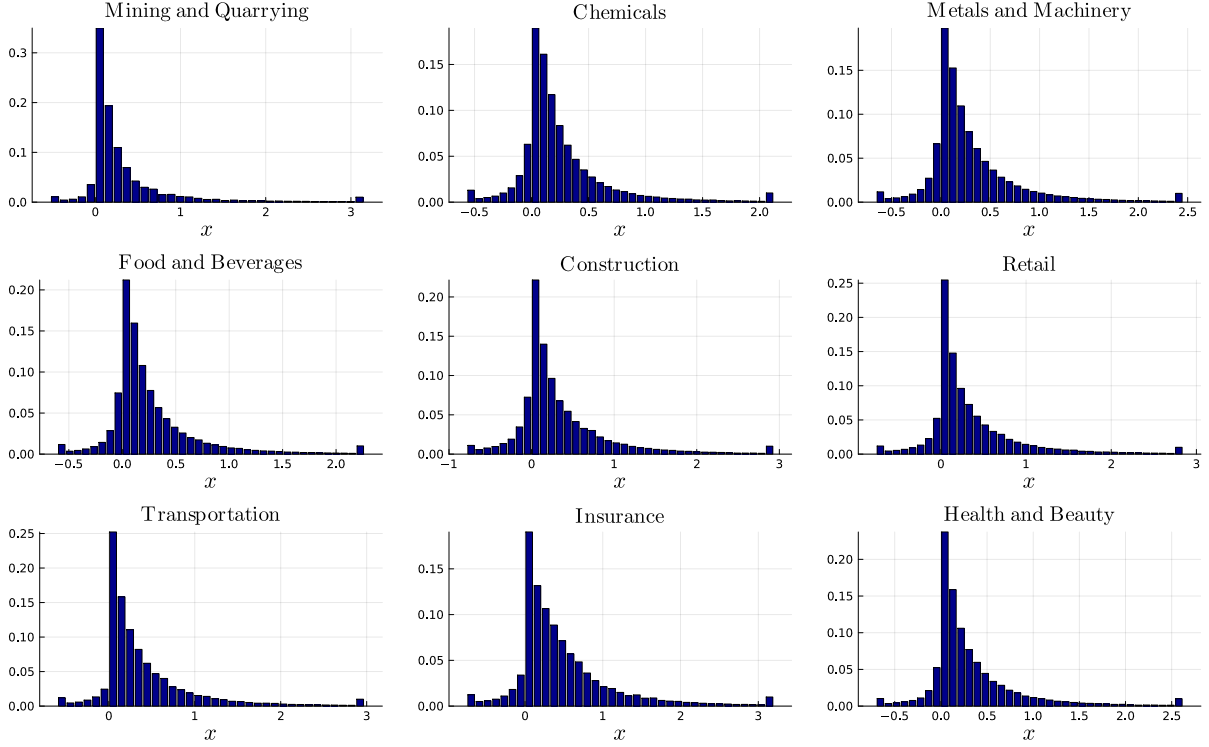 Mining and Quarrying
0.3
0.2
0.1
0.0
0 1 2 3
x
Chemicals
0.15
0.10
0.05
0.00
−0.5 0.0 0.5 1.0 1.5 2.0
x
Metals and Machinery
0.15
0.10
0.05
0.00
−0.5 0.0 0.5 1.0 1.5 2.0 2.5
x
Food and Beverages
0.20
0.15
0.10
0.05
0.00
−0.5 0.0 0.5 1.0 1.5 2.0
x
Construction
0.20
0.15
0.10
0.05
0.00
−1 0 1 2 3
x
Retail
0.25
0.20
0.15
0.10
0.05
0.00
0 1 2 3
x
Transportation
0.25
0.20
0.15
0.10
0.05
0.00
0 1 2 3
x
Insurance
0.15
0.10
0.05
0.00
0 1 2 3
x
Health and Beauty
0.20
0.15
0.10
0.05
0.00
−0.5 0.0 0.5 1.0 1.5 2.0 2.5
x